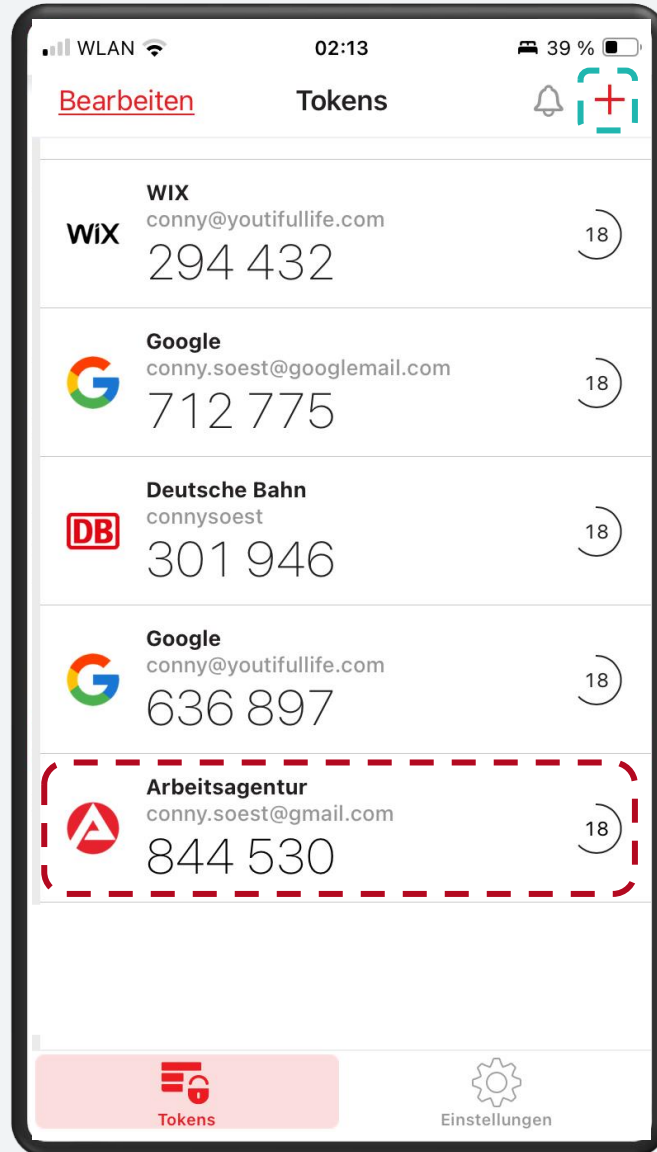 WLAN 02:13 39 %
Bearbeiten Tokens +
WIX
WiX conny@youtifullife.com
294 432 18
Google
conny.soest@googlemail.com
712 775 18
Deutsche Bahn
DB connysoest
301 946 18
Google
conny@youtifullife.com
636 897 18
Arbeitsagentur
conny.soest@gmail.com
844 530 18
Tokens Einstellungen